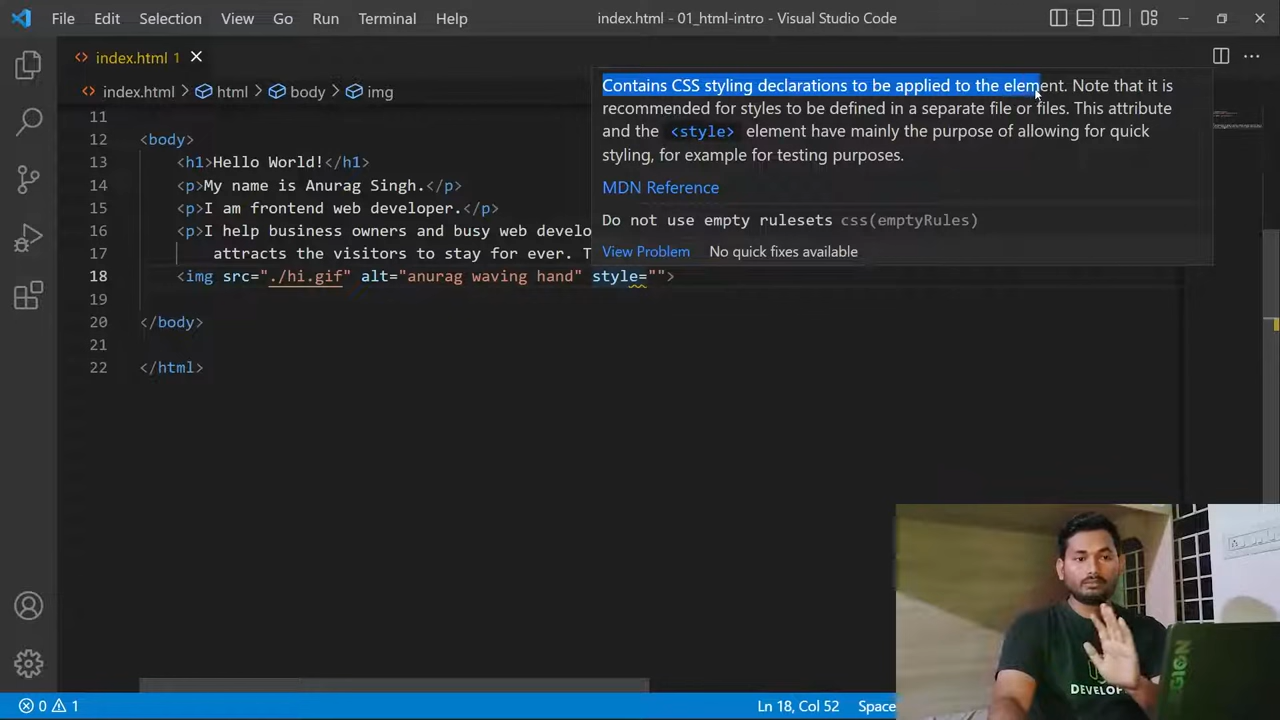 File Edit Selection View Go Run Terminal Help index.html - 01_html-intro - Visual Studio Code
index.html 1
index.html > html > body > img
11
12 <body>
13 <h1>Hello World!</h1>
14 <p>My name is Anurag Singh.</p>
15 <p>I am frontend web developer.</p>
16 <p>I help business owners and busy web develo
17 attracts the visitors to stay for ever. T
18 <img src="./hi.gif" alt="anurag waving hand" style="">
19
20 </body>
21
22 </html>
Contains CSS styling declarations to be applied to the element. Note that it is
recommended for styles to be defined in a separate file or files. This attribute
and the <style> element have mainly the purpose of allowing for quick
styling, for example for testing purposes.
MDN Reference
Do not use empty rulesets css(emptyRules)
View Problem No quick fixes available
DEVELOP
EGION
0 1 Ln 18, Col 52 Space